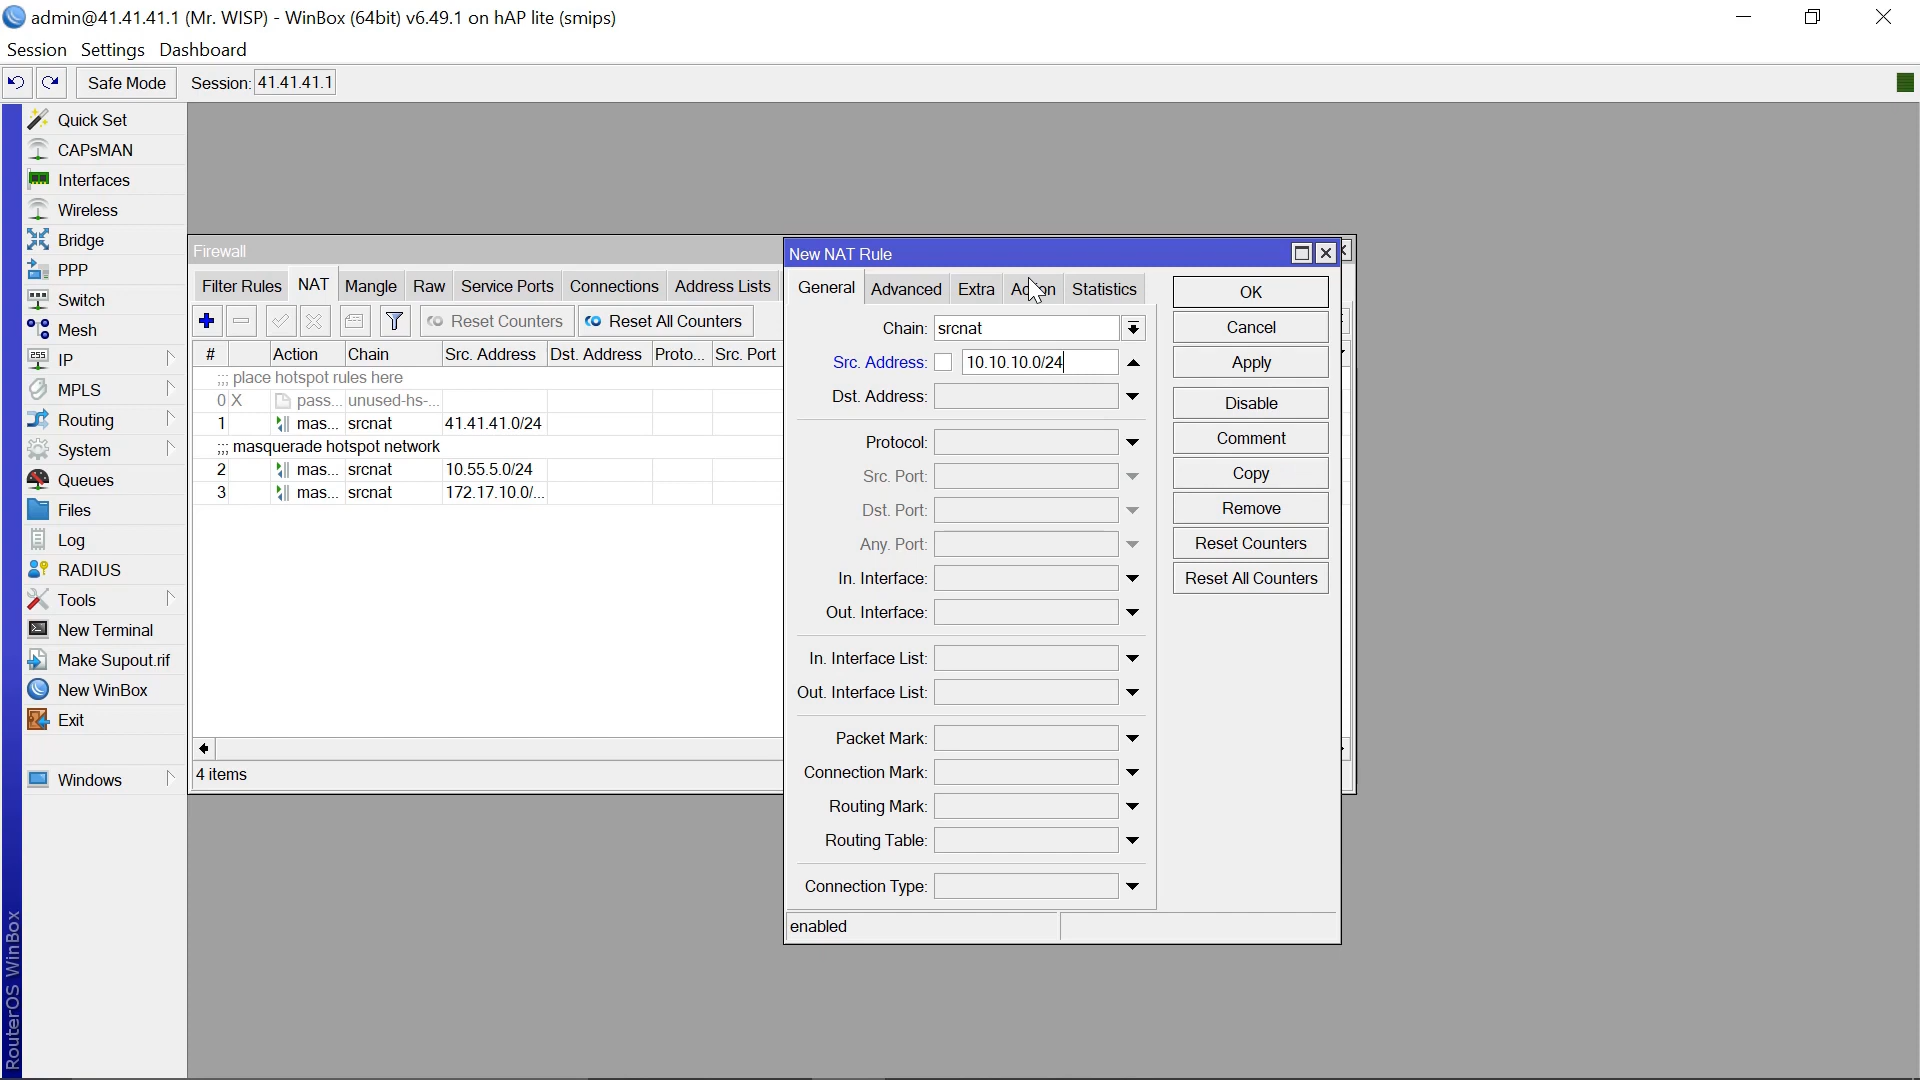 admin@41.41.41.1 (Mr. WISP) - WinBox (64bit) v6.49.1 on hAP lite (smips)
Session Settings Dashboard
Safe Mode Session: 41.41.41.1
Quick Set
CAPsMAN
Interfaces
Wireless
Bridge
PPP
Switch
Mesh
IP
MPLS
Routing
System
Queues
Files
Log
RADIUS
Tools
New Terminal
Make Supout.rif
New WinBox
Exit
Windows
RouterOS WinBox
Firewall
Filter Rules NAT Mangle Raw Service Ports Connections Address Lists
Reset Counters Reset All Counters
# Action Chain Src. Address Dst. Address Proto... Src. Port
;;; place hotspot rules here
0 X pass... unused-hs-...
1 mas... srcnat 41.41.41.0/24
;;; masquerade hotspot network
2 mas... srcnat 10.55.5.0/24
3 mas... srcnat 172.17.10.0/...
4 items
New NAT Rule
General Advanced Extra Statistics
Chain: srcnat
Src. Address: 10.10.10.0/24
Dst. Address:
Protocol:
Src. Port:
Dst. Port:
Any. Port:
In. Interface:
Out. Interface:
In. Interface List:
Out. Interface List:
Packet Mark:
Connection Mark:
Routing Mark:
Routing Table:
Connection Type:
enabled
OK
Cancel
Apply
Disable
Comment
Copy
Remove
Reset Counters
Reset All Counters